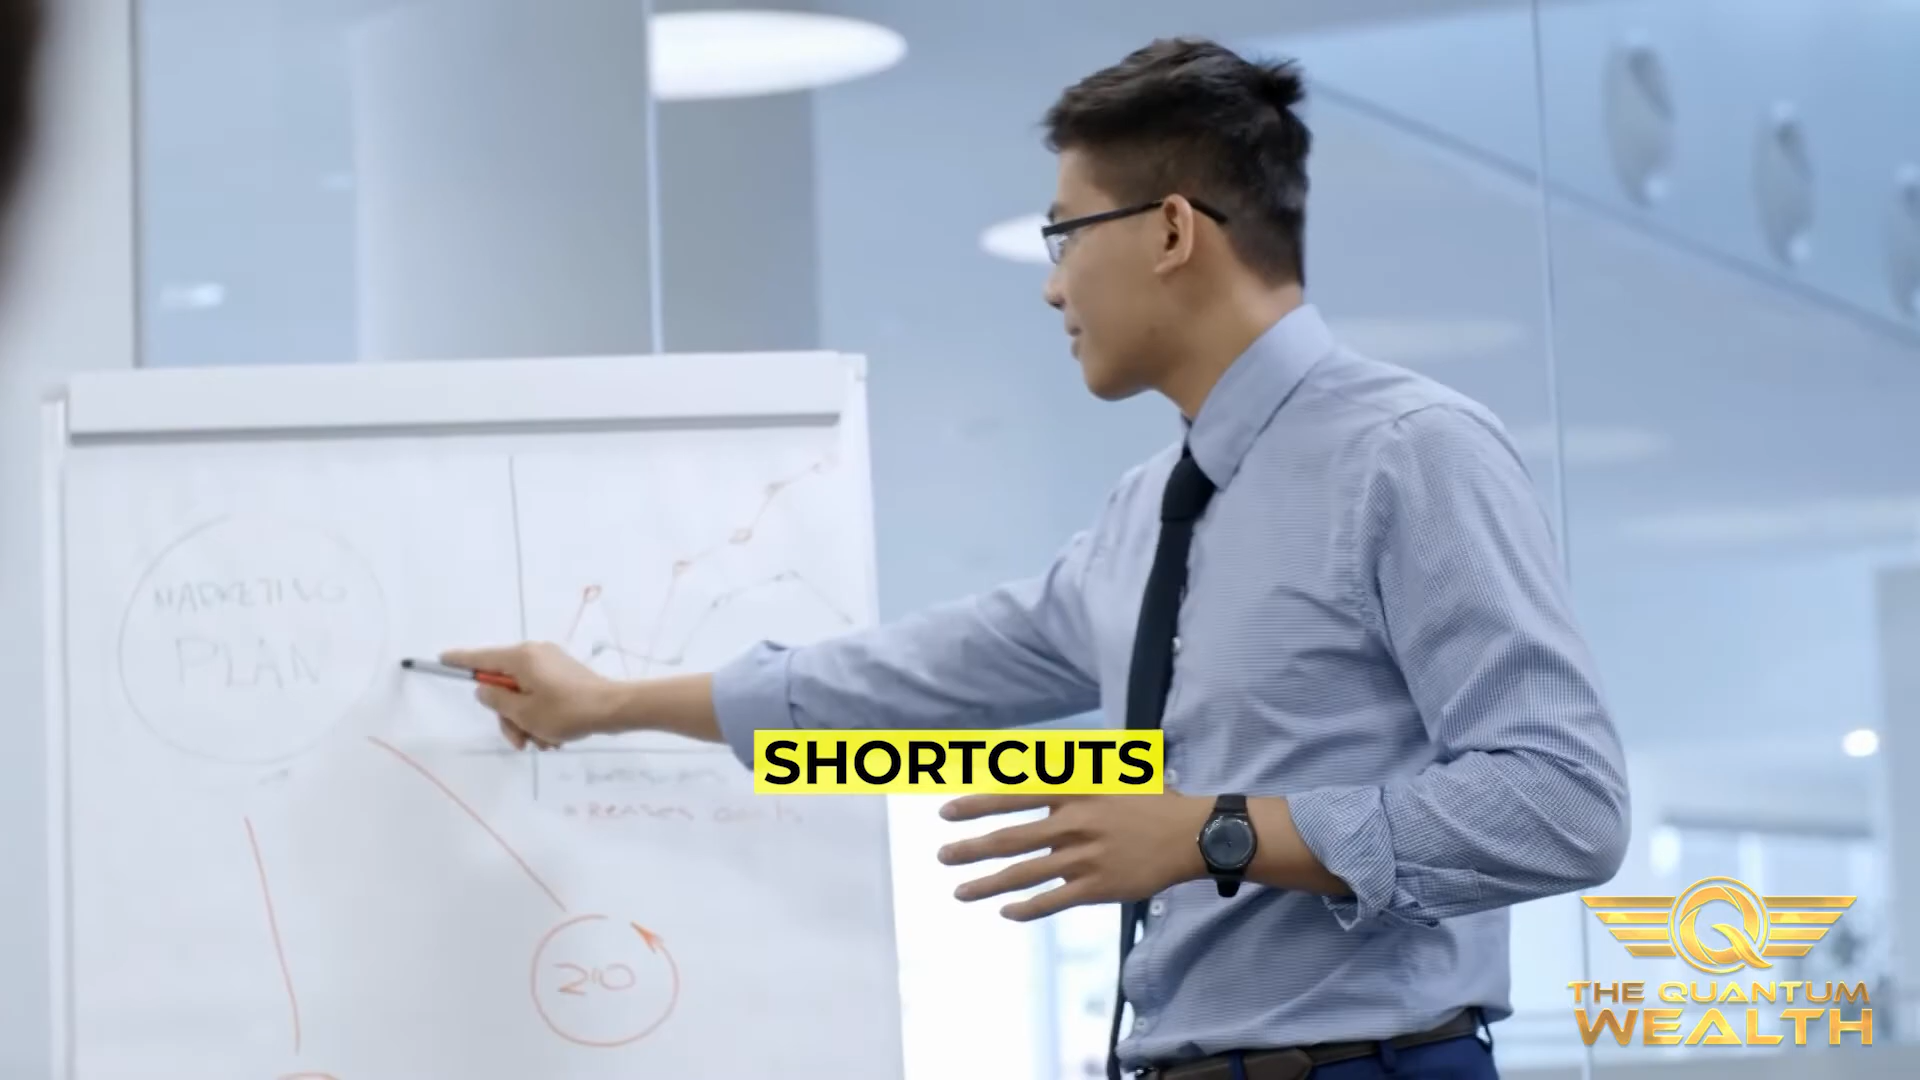 MARKETING
PLAN
SHORTCUTS
210
THE QUANTUM
WEALTH